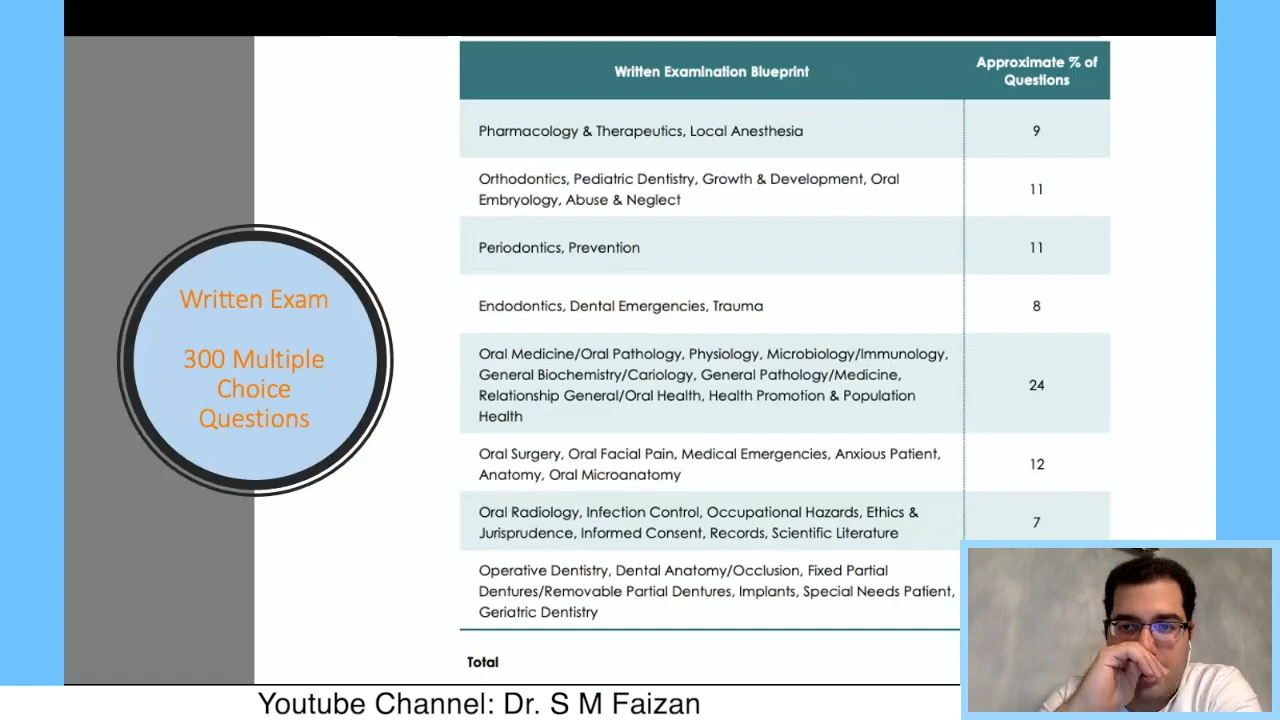 Written Exam
300 Multiple
Choice
Questions
Written Examination Blueprint
Approximate % of
Questions
Pharmacology & Therapeutics, Local Anesthesia
9
Orthodontics, Pediatric Dentistry, Growth & Development, Oral
Embryology, Abuse & Neglect
11
Periodontics, Prevention
11
Endodontics, Dental Emergencies, Trauma
8
Oral Medicine/Oral Pathology, Physiology, Microbiology/Immunology,
General Biochemistry/Cariology, General Pathology/Medicine,
Relationship General/Oral Health, Health Promotion & Population
Health
24
Oral Surgery, Oral Facial Pain, Medical Emergencies, Anxious Patient,
Anatomy, Oral Microanatomy
12
Oral Radiology, Infection Control, Occupational Hazards, Ethics &
Jurisprudence, Informed Consent, Records, Scientific Literature
7
Operative Dentistry, Dental Anatomy/Occlusion, Fixed Partial
Dentures/Removable Partial Dentures, Implants, Special Needs Patient,
Geriatric Dentistry
Total
Youtube Channel: Dr. S M Faizan